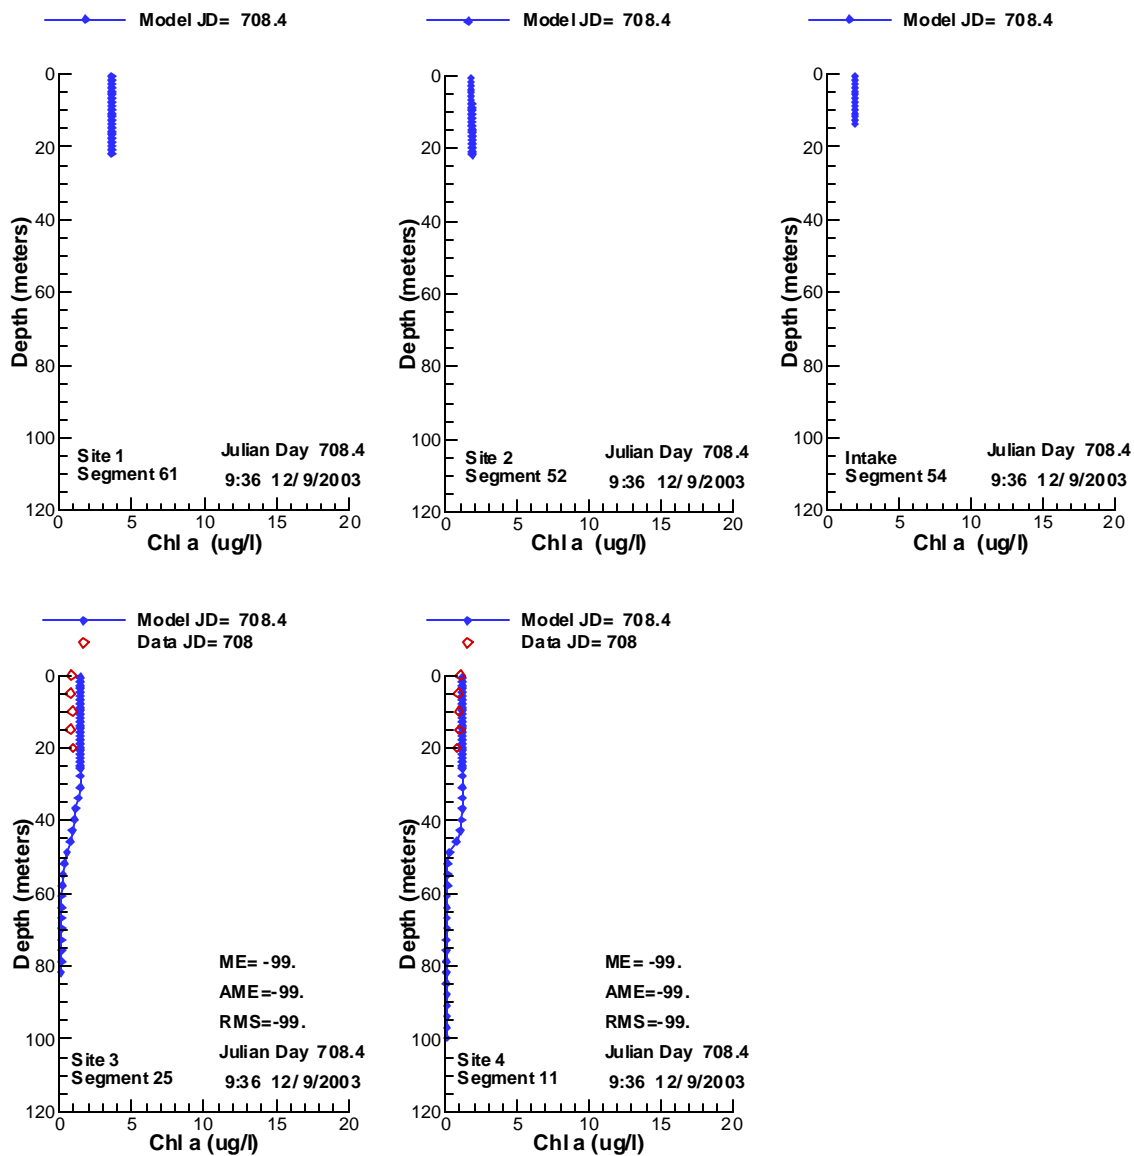 Model JD= 708.4
0
20
40
60
80
100
120
Depth (meters)
Site 1
Segment 61
Julian Day 708.4
9:36 12/ 9/2003
0 5 10 15 20
Chl a (ug/l)
Model JD= 708.4
0
20
40
60
80
100
120
Depth (meters)
Site 2
Segment 52
Julian Day 708.4
9:36 12/ 9/2003
0 5 10 15 20
Chl a (ug/l)
Model JD= 708.4
0
20
40
60
80
100
120
Depth (meters)
Intake
Segment 54
Julian Day 708.4
9:36 12/ 9/2003
0 5 10 15 20
Chl a (ug/l)
Model JD= 708.4
Data JD= 708
0
20
40
60
80
100
120
Depth (meters)
ME= -99.
AME=-99.
RMS=-99.
Site 3
Segment 25
Julian Day 708.4
9:36 12/ 9/2003
0 5 10 15 20
Chl a (ug/l)
Model JD= 708.4
Data JD= 708
0
20
40
60
80
100
120
Depth (meters)
ME= -99.
AME=-99.
RMS=-99.
Site 4
Segment 11
Julian Day 708.4
9:36 12/ 9/2003
0 5 10 15 20
Chl a (ug/l)